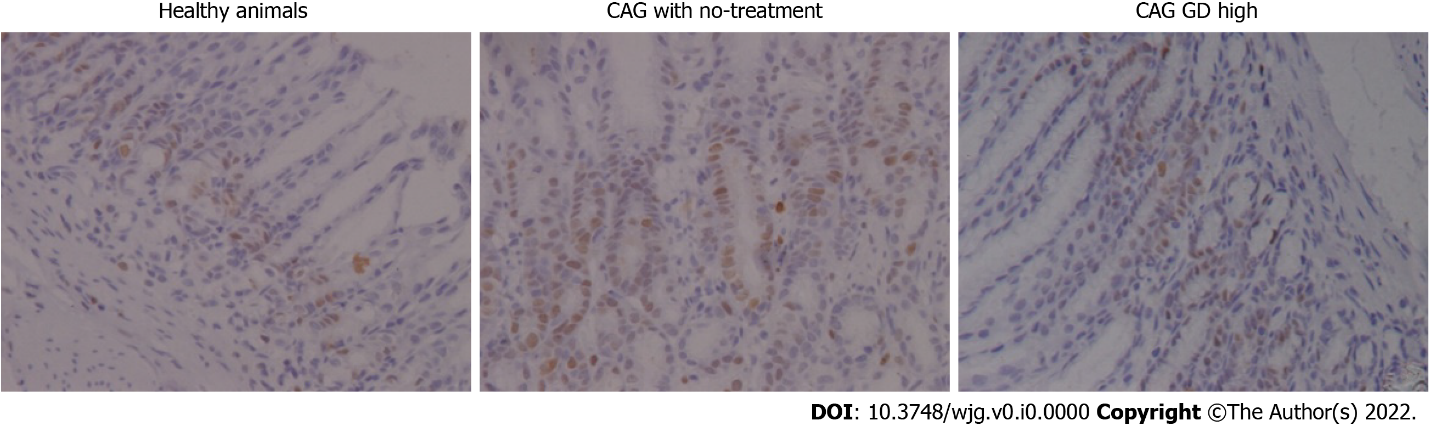 Healthy animals
CAG with no-treatment
CAG GD high
DOI: 10.3748/wjg.v0.i0.0000 Copyright ©The Author(s) 2022.